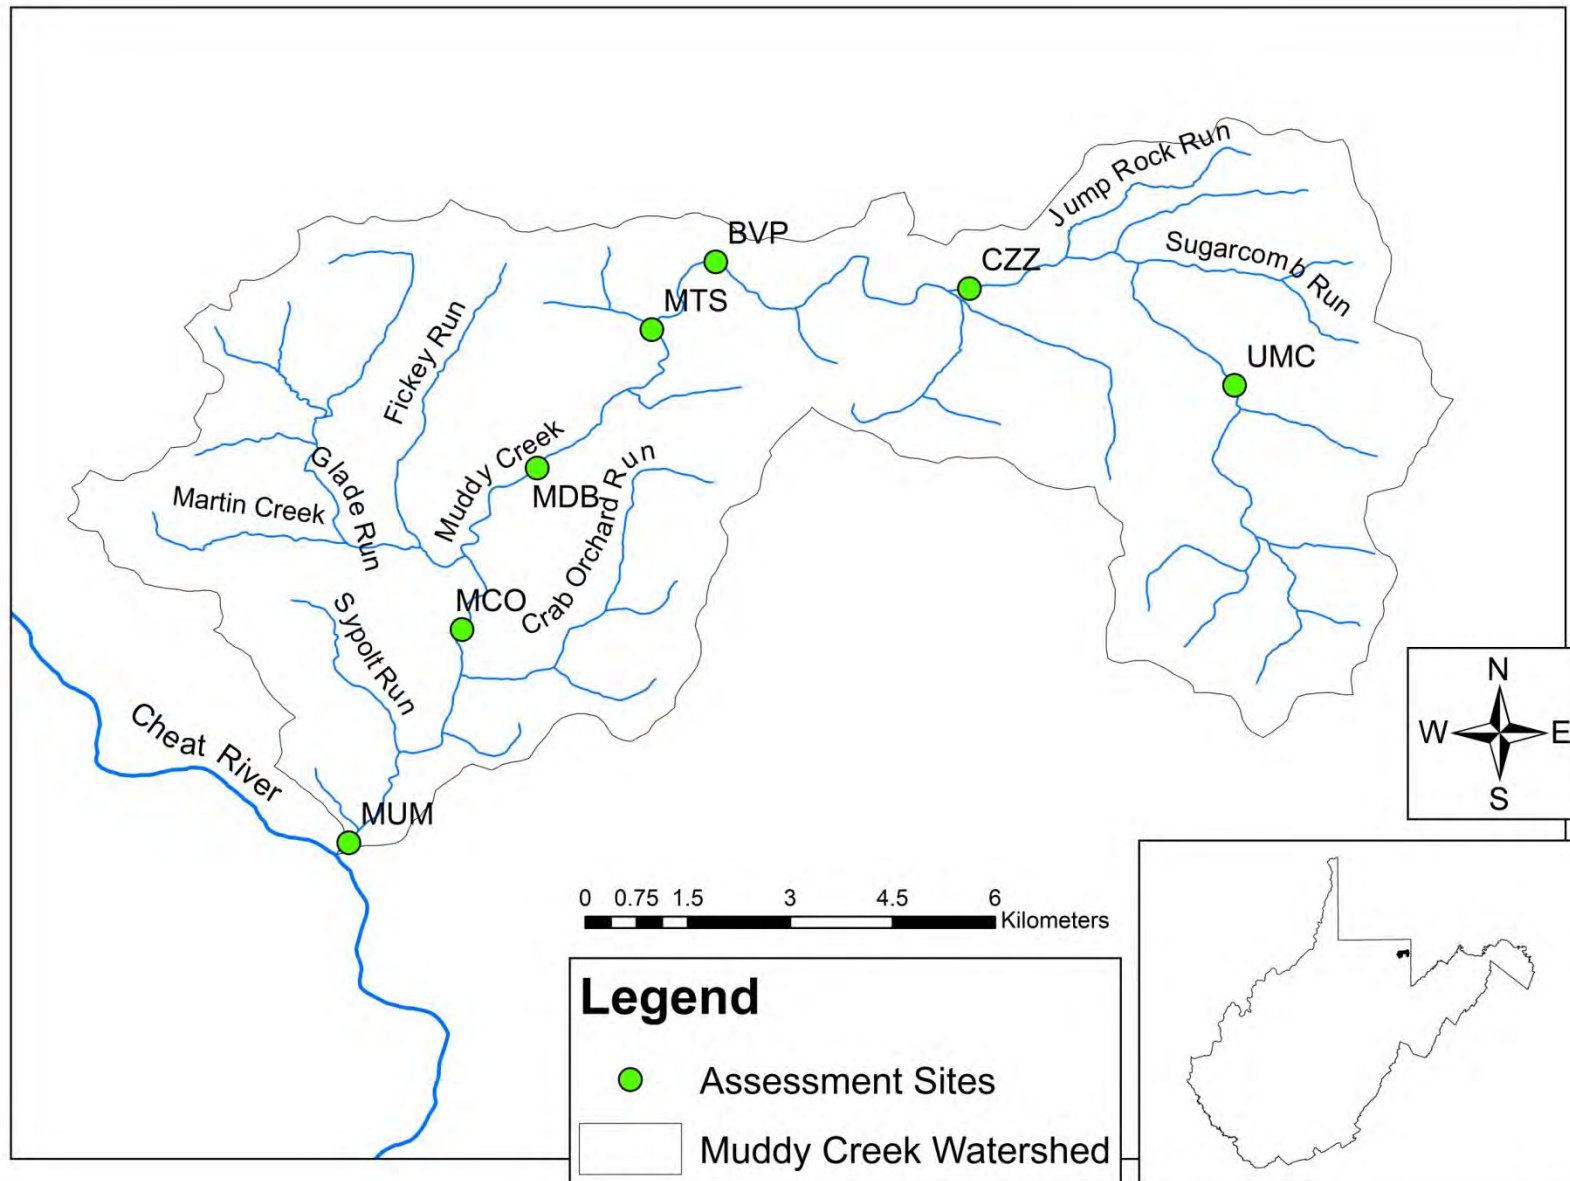 Jump Rock Run
BVP
CZZ
Sugarcomb Run
MTS
UMC
Fickey Run
Muddy Creek
Glade Run
MDB
Martin Creek
Crab Orchard Run
MCO
Sypolt Run
Cheat River
MUM
N
W E
S
0 0.75 1.5 3 4.5 6
Kilometers
Legend
Assessment Sites
Muddy Creek Watershed